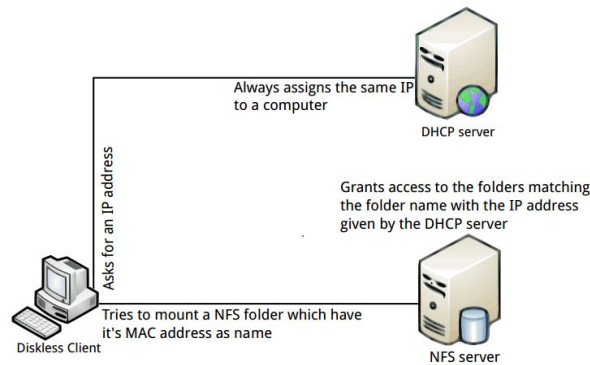 Always assigns the same IP
to a computer
DHCP server
Asks for an IP address
Grants access to the folders matching
the folder name with the IP address
given by the DHCP server
Tries to mount a NFS folder which have
it's MAC address as name
Diskless Client
NFS server